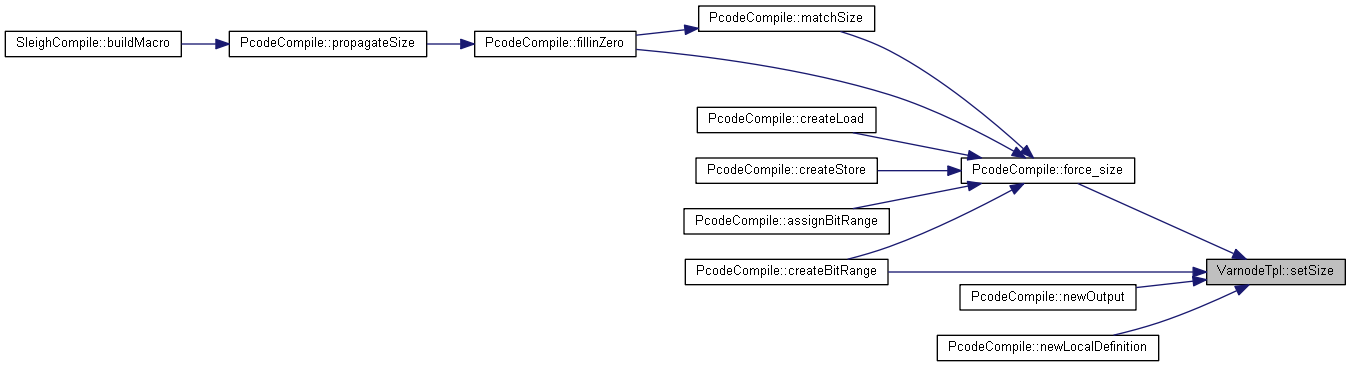 PcodeCompile::matchSize
SleighCompile::buildMacro
PcodeCompile::propagateSize
PcodeCompile::fillinZero
PcodeCompile::createLoad
PcodeCompile::createStore
PcodeCompile::force_size
PcodeCompile::assignBitRange
PcodeCompile::createBitRange
VarnodeTpl::setSize
PcodeCompile::newOutput
PcodeCompile::newLocalDefinition